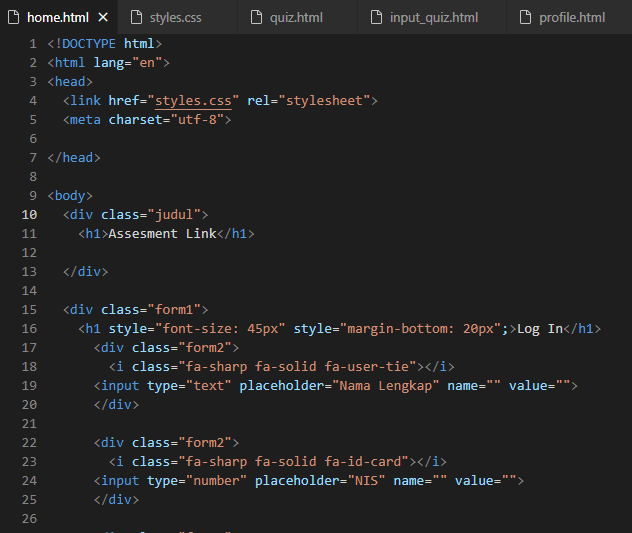 home.html × styles.css quiz.html input_quiz.html profile.html
1 <!DOCTYPE html>
2 <html lang="en">
3 <head>
4 <link href="styles.css" rel="stylesheet">
5 <meta charset="utf-8">
6
7 </head>
8
9 <body>
10 <div class="judul">
11 <h1>Assesment Link</h1>
12
13 </div>
14
15 <div class="form1">
16 <h1 style="font-size: 45px" style="margin-bottom: 20px";>Log In</h1>
17 <div class="form2">
18 <i class="fa-sharp fa-solid fa-user-tie"></i>
19 <input type="text" placeholder="Nama Lengkap" name="" value="">
20 </div>
21
22 <div class="form2">
23 <i class="fa-sharp fa-solid fa-id-card"></i>
24 <input type="number" placeholder="NIS" name="" value="">
25 </div>
26